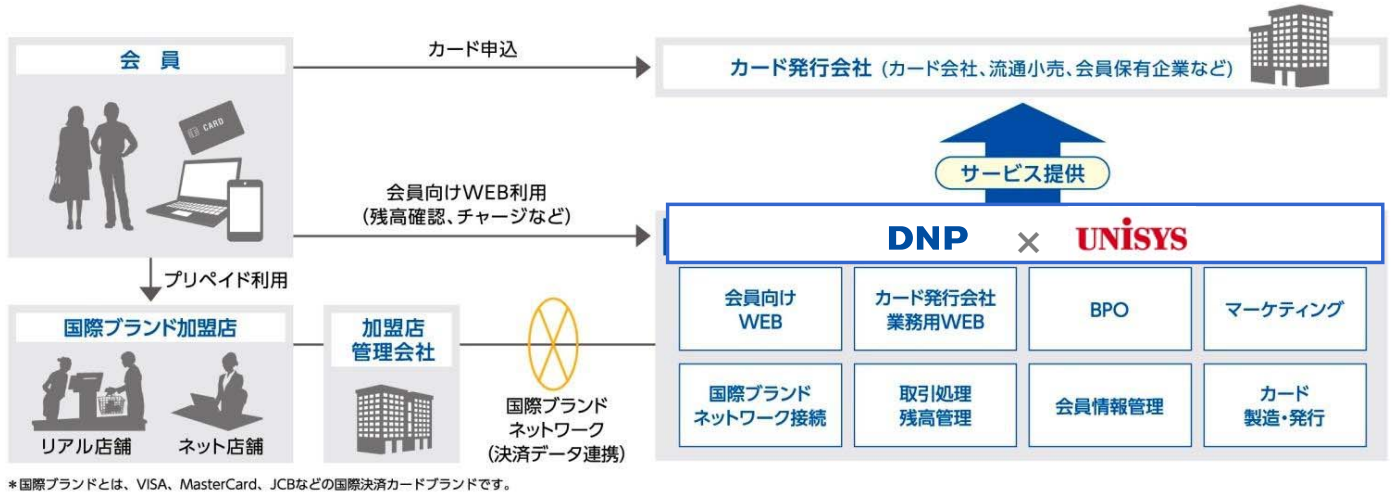 会 員
カード申込
カード発行会社 (カード会社、流通小売、会員保有企業など)
CARD
サービス提供
会員向けWEB利用
(残高確認、チャージなど)
DNP × UNISYS
プリペイド利用
会員向け
WEB
カード発行会社
業務用WEB
BPO
マーケティング
国際ブランド加盟店
加盟店
管理会社
国際ブランド
ネットワーク接続
取引処理
残高管理
会員情報管理
カード
製造・発行
国際ブランド
ネットワーク
(決済データ連携)
リアル店舗
ネット店舗
*国際ブランドとは、VISA、MasterCard、JCBなどの国際決済カードブランドです。